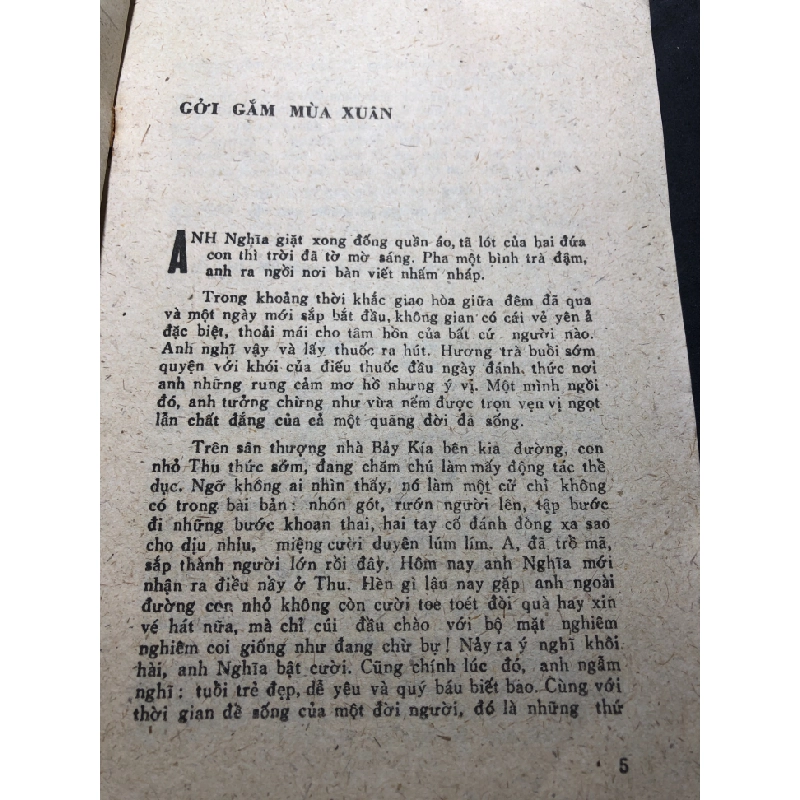 GỞI GẮM MÙA XUÂN
ANH Nghĩa giặt xong đống quần áo, tã lót của hai đứa
con thì trời đã tờ mờ sáng. Pha một bình trà đậm,
anh ra ngồi nơi bàn viết nhấm nháp.
Trong khoảng thời khắc giao hòa giữa đêm đã qua
và một ngày mới sắp bắt đầu, không gian có cái vẻ yên ả
đặc biệt, thoải mái cho tâm hồn của bất cứ người nào.
Anh nghĩ vậy và lấy thuốc ra hút. Hương trà buổi sớm
quyện với khói của điếu thuốc đầu ngày đánh thức nơi
anh những rung cảm mơ hồ nhưng ý vị. Một mình ngồi
đó, anh tưởng chừng như vừa nếm được trọn vẹn vị ngọt
lẫn chất đắng của cả một quãng đời đã sống.
Trên sân thượng nhà Bảy Kía bên kia đường, con
nhỏ Thu thức sớm, đang chăm chú làm mấy động tác thể
dục. Ngỡ không ai nhìn thấy, nó làm một cử chỉ không
có trong bài bản: nhón gót, rướn người lên, tập bước
đi những bước khoan thai, hai tay cố đánh đòng xa sao
cho dịu nhỉu, miệng cười duyên lúm lím. A, đã trổ mã,
sắp thành người lớn rồi đây. Hôm nay anh Nghĩa mới
nhận ra điều nầy ở Thu. Hèn gì lâu nay gặp anh ngoài
đường con nhỏ không còn cười toe toét đòi quà hay xin
vé hát nữa, mà chỉ cúi đầu chào với bộ mặt nghiêm
nghiêm coi giống như đang chừ bự! Nảy ra ý nghĩ khôi
hài, anh Nghĩa bật cười. Cũng chính lúc đó, anh ngẫm
nghĩ: tuổi trẻ đẹp, dễ yêu và quý báu biết bao. Cùng với
thời gian để sống của một đời người, đó là những thứ
5